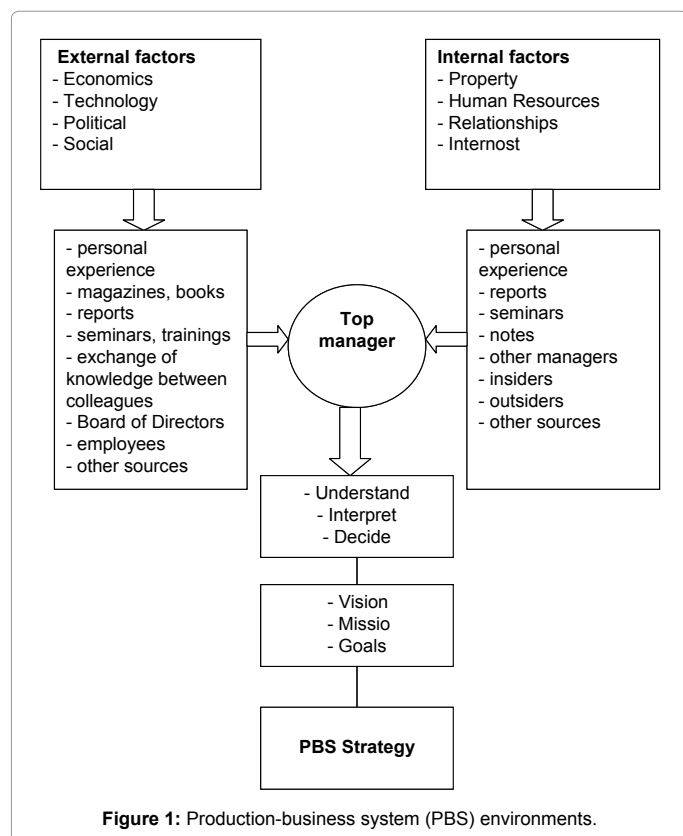 External factors
- Economics
- Technology
- Political
- Social
Internal factors
- Property
- Human Resources
- Relationships
- Internost
- personal
experience
- magazines, books
- reports
- seminars, trainings
- exchange of
knowledge between
colleagues
- Board of Directors
- employees
- other sources
Top
manager
- personal
experience
- reports
- seminars
- notes
- other managers
- insiders
- outsiders
- other sources
- Understand
- Interpret
- Decide
- Vision
- Missio
- Goals
PBS Strategy
Figure 1: Production-business system (PBS) environments.